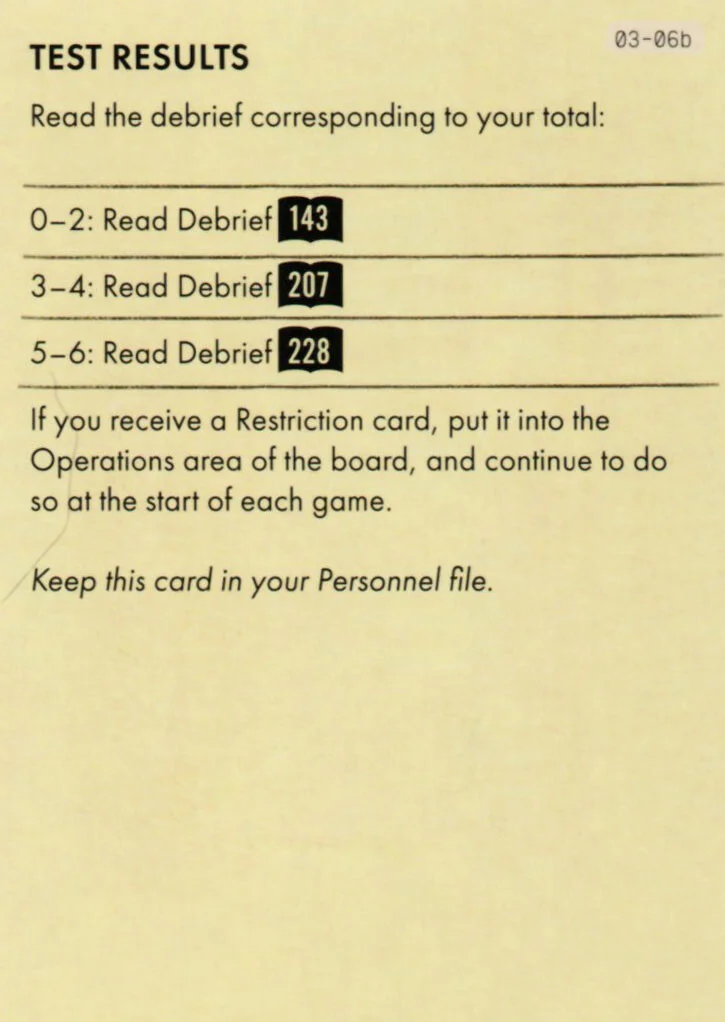 03-06b
TEST RESULTS
Read the debrief corresponding to your total:
0–2: Read Debrief 143
3–4: Read Debrief 207
5–6: Read Debrief 228
If you receive a Restriction card, put it into the
Operations area of the board, and continue to do
so at the start of each game.
Keep this card in your Personnel file.